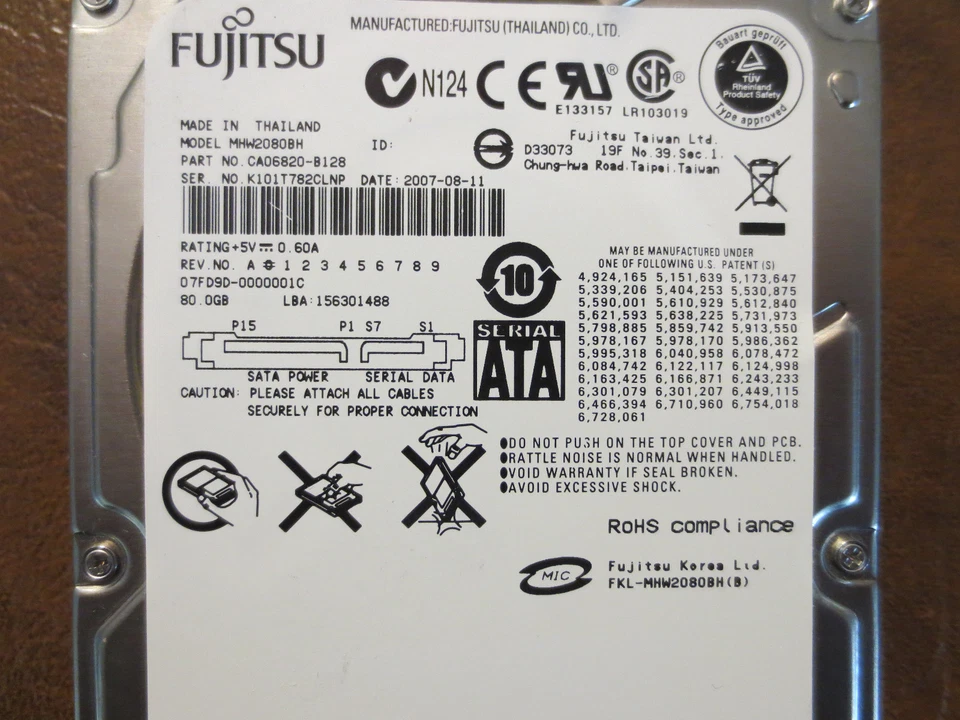 FUJITSU
MANUFACTURED:FUJITSU (THAILAND) CO., LTD.
N124 CE RU® SA®
E133157 LR103019
Bauart geprüft
TÜV
Rheinland
Product Safety
Type approved
MADE IN THAILAND
MODEL MHW2080BH ID:
PART NO.CA06820-B128
SER. NO.K101T782CLNP DATE:2007-08-11
Fujitsu Taiwan Ltd.
D33073 19F No.39.Sec.1.
Chung-hwa Road.Taipei.Taiwan
RATING+5V⎓ 0.60A
REV.NO. A 0 1 2 3 4 5 6 7 8 9
07FD9D-0000001C
80.0GB LBA:156301488
10
SERIAL
ATA
P15 P1 S7 S1
SATA POWER SERIAL DATA
CAUTION: PLEASE ATTACH ALL CABLES
SECURELY FOR PROPER CONNECTION
MAY BE MANUFACTURED UNDER
ONE OF FOLLOWING U.S. PATENT (S)
4,924,165 5,151,639 5,173,647
5,339,206 5,404,253 5,530,875
5,590,001 5,610,929 5,612,840
5,621,593 5,638,225 5,731,973
5,798,885 5,859,742 5,913,550
5,978,167 5,978,170 5,986,362
5,995,318 6,040,958 6,078,472
6,084,742 6,122,117 6,124,998
6,163,425 6,166,871 6,243,233
6,301,079 6,301,207 6,449,115
6,466,394 6,710,960 6,754,018
6,728,061
●DO NOT PUSH ON THE TOP COVER AND PCB.
●RATTLE NOISE IS NORMAL WHEN HANDLED.
●VOID WARRANTY IF SEAL BROKEN.
●AVOID EXCESSIVE SHOCK.
RoHS compliance
MIC
Fujitsu Korea Ltd.
FKL-MHW2080BH(B)